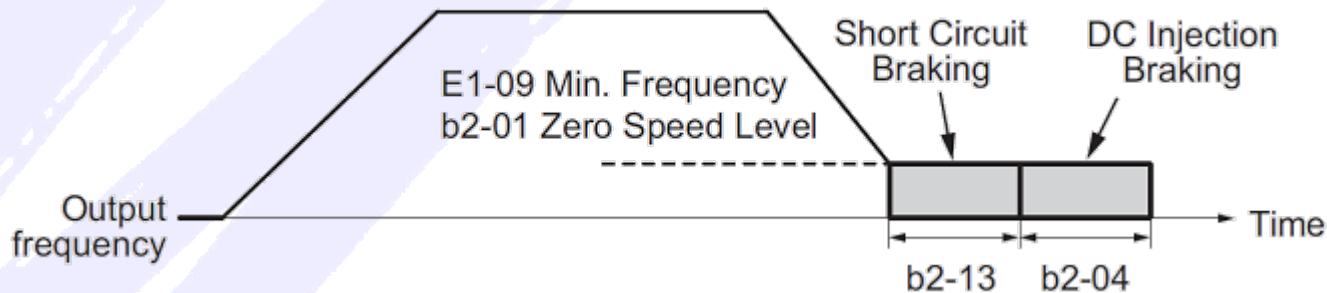 Short Circuit
Braking
DC Injection
Braking
E1-09 Min. Frequency
b2-01 Zero Speed Level
Output
frequency
Time
b2-13
b2-04